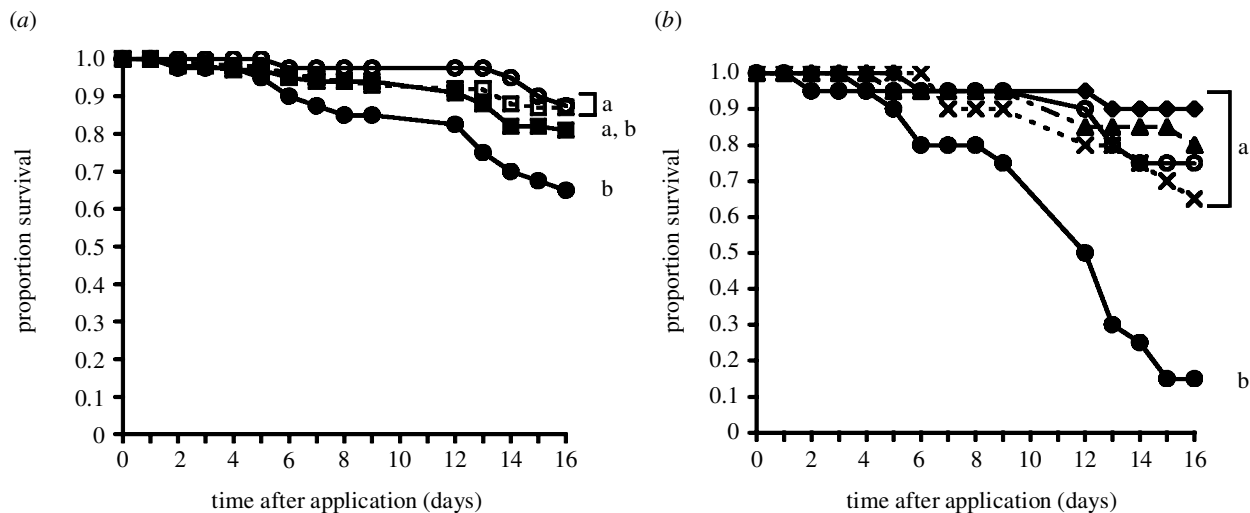 (a)
1.0
0.9
0.8
0.7
0.6
0.5
0.4
0.3
0.2
0.1
0
proportion survival
0 2 4 6 8 10 12 14 16
time after application (days)
a
a, b
b
(b)
1.0
0.9
0.8
0.7
0.6
0.5
0.4
0.3
0.2
0.1
0
proportion survival
0 2 4 6 8 10 12 14 16
time after application (days)
a
b